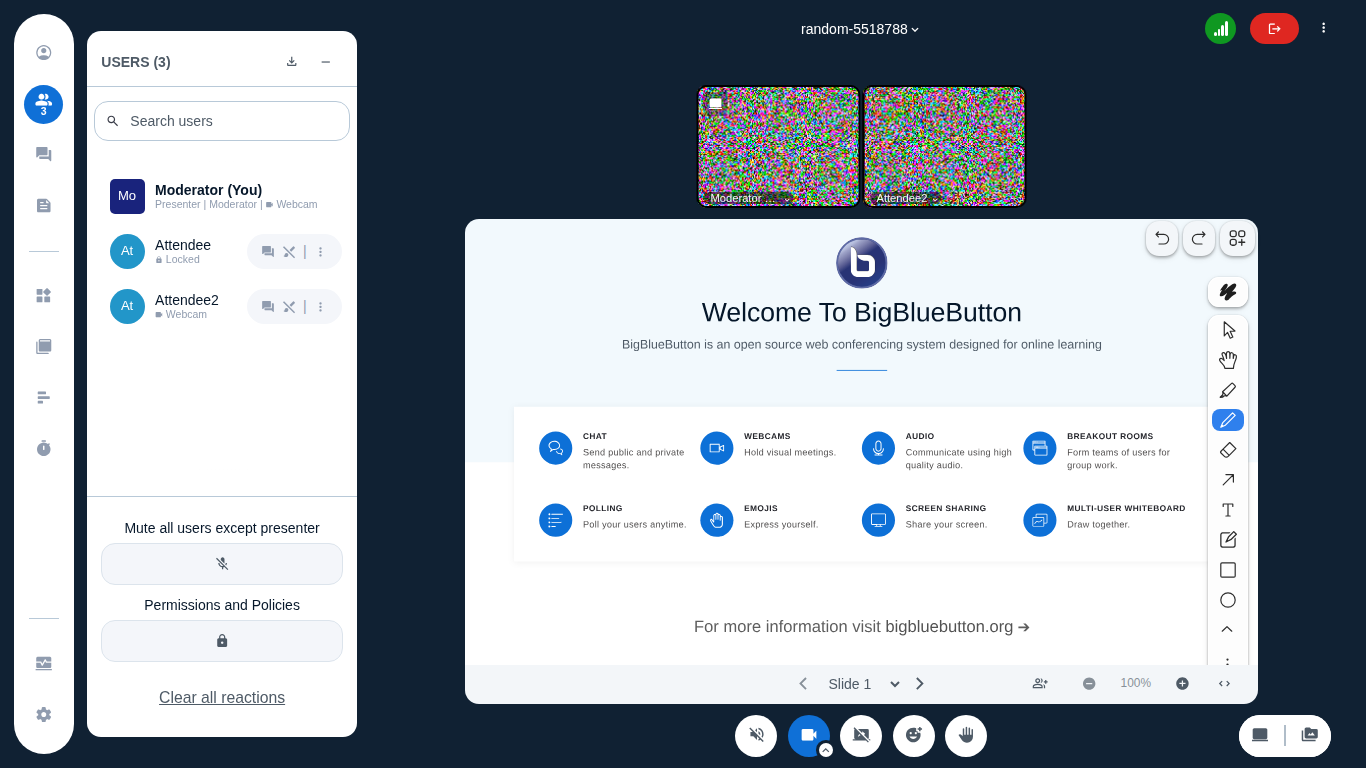 random-5518788
3
USERS (3)
Search users
Mo
Moderator (You)
Presenter | Moderator | Webcam
At
Attendee
Locked
At
Attendee2
Webcam
Mute all users except presenter
Permissions and Policies
Clear all reactions
Moderator ...
Attendee2
Welcome To BigBlueButton
BigBlueButton is an open source web conferencing system designed for online learning
CHAT
Send public and private
messages.
WEBCAMS
Hold visual meetings.
AUDIO
Communicate using high
quality audio.
BREAKOUT ROOMS
Form teams of users for
group work.
POLLING
Poll your users anytime.
EMOJIS
Express yourself.
SCREEN SHARING
Share your screen.
MULTI-USER WHITEBOARD
Draw together.
For more information visit bigbluebutton.org →
Slide 1
100%